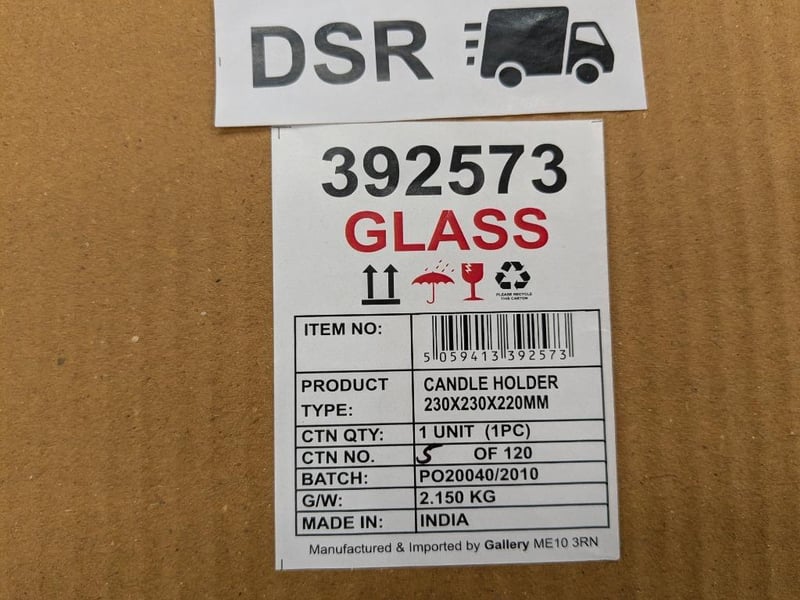 DSR
392573
GLASS
PLEASE RECYCLE
THIS CARTON
ITEM NO:
5 059413 392573
PRODUCT TYPE:
CANDLE HOLDER
230X230X220MM
CTN QTY: 1 UNIT (1PC)
CTN NO. 5 OF 120
BATCH: PO20040/2010
G/W: 2.150 KG
MADE IN: INDIA
Manufactured & Imported by Gallery ME10 3RN